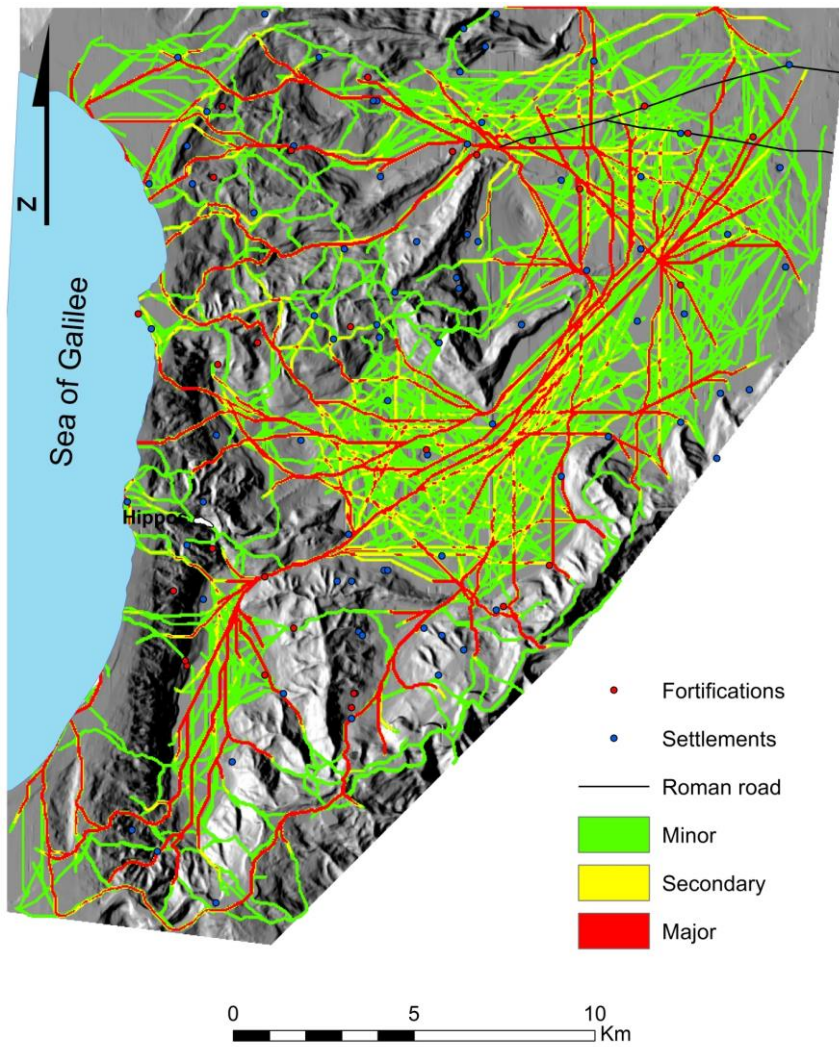 N
Sea of Galilee
Hippos
Fortifications
Settlements
Roman road
Minor
Secondary
Major
0 5 10
Km